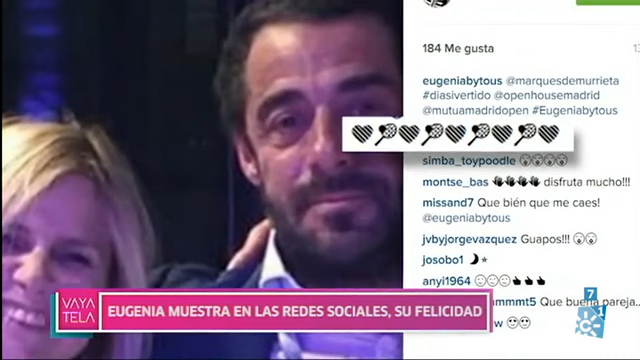 184 Me gusta
eugeniabytous @marquesdemurrieta
#diasivertido @openhousemadrid
@mutuamadridopen #Eugeniabytous
simba_toypoodle
montse_bas disfruta mucho!!!
missand7 Que bién que me caes!
@eugeniabytous
jvbyjorgevazquez Guapos!!!
josobo1
anyi1964
mmmt5 Que buena pareja...
VAYA
TELA
EUGENIA MUESTRA EN LAS REDES SOCIALES, SU FELICIDAD